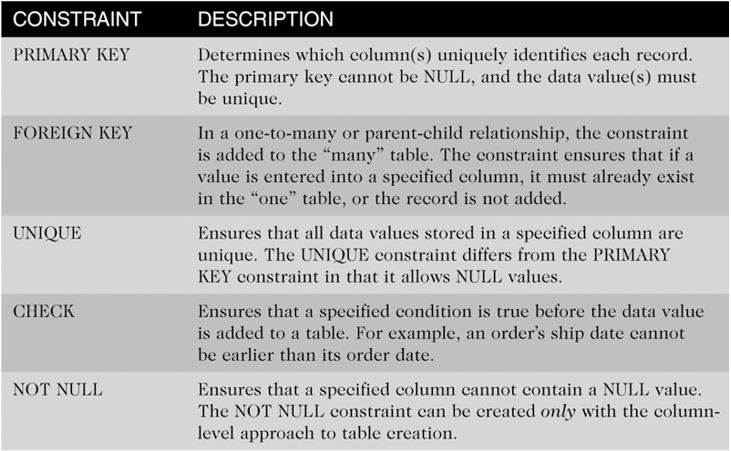 CONSTRAINT DESCRIPTION
PRIMARY KEY Determines which column(s) uniquely identifies each record.
The primary key cannot be NULL, and the data value(s) must
be unique.
FOREIGN KEY In a one-to-many or parent-child relationship, the constraint
is added to the “many” table. The constraint ensures that if a
value is entered into a specified column, it must already exist
in the “one” table, or the record is not added.
UNIQUE Ensures that all data values stored in a specified column are
unique. The UNIQUE constraint differs from the PRIMARY
KEY constraint in that it allows NULL values.
CHECK Ensures that a specified condition is true before the data value
is added to a table. For example, an order’s ship date cannot
be earlier than its order date.
NOT NULL Ensures that a specified column cannot contain a NULL value.
The NOT NULL constraint can be created only with the column-
level approach to table creation.